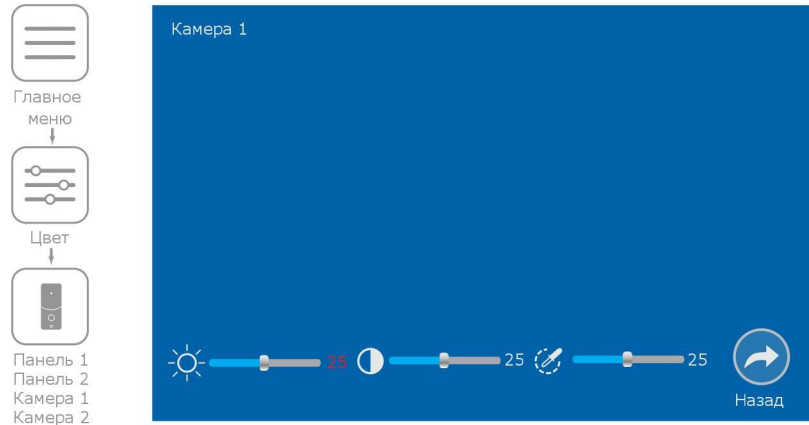 Главное
меню
Цвет
Панель 1
Панель 2
Камера 1
Камера 2
Камера 1
25
25
25
Назад